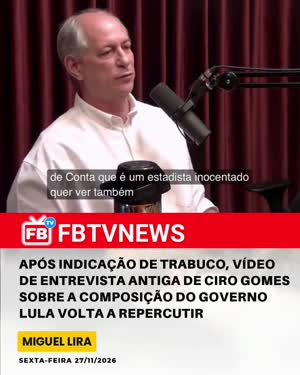 de Conta que é um estadista inocentado
quer ver também
FB
TV
FBTVNEWS
APÓS INDICAÇÃO DE TRABUCO, VÍDEO
DE ENTREVISTA ANTIGA DE CIRO GOMES
SOBRE A COMPOSIÇÃO DO GOVERNO
LULA VOLTA A REPERCUTIR
MIGUEL LIRA
SEXTA-FEIRA 27/11/2026